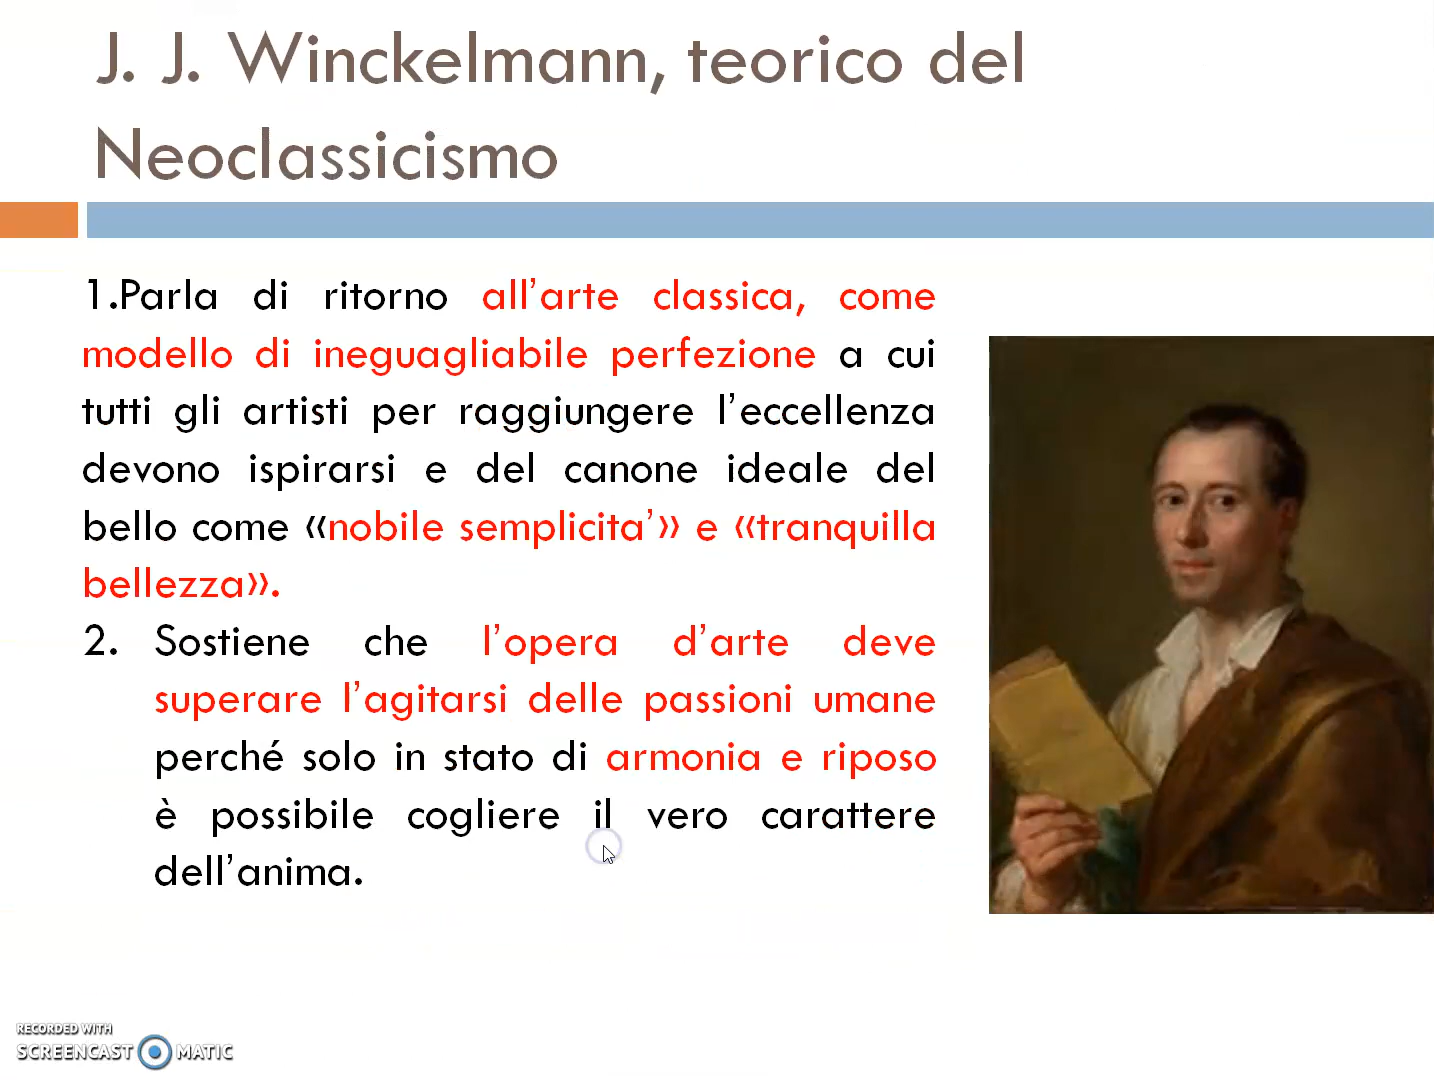 J. J. Winckelmann, teorico del
Neoclassicismo
1.Parla di ritorno all’arte classica, come
modello di ineguagliabile perfezione a cui
tutti gli artisti per raggiungere l’eccellenza
devono ispirarsi e del canone ideale del
bello come «nobile semplicita’» e «tranquilla
bellezza».
2. Sostiene che l’opera d’arte deve
superare l’agitarsi delle passioni umane
perché solo in stato di armonia e riposo
è possibile cogliere il vero carattere
dell’anima.
RECORDED WITH
SCREENCAST MATIC